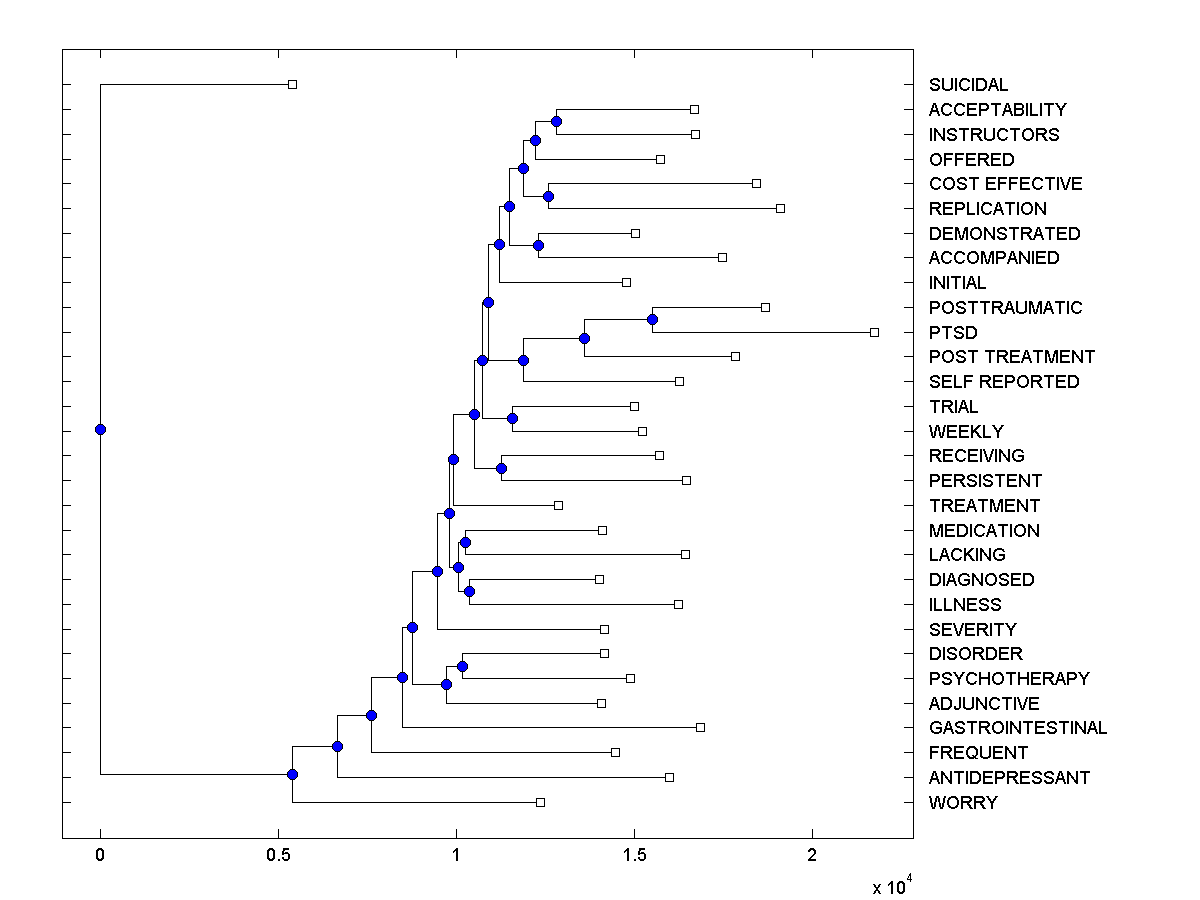 SUICIDAL
ACCEPTABILITY
INSTRUCTORS
OFFERED
COST EFFECTIVE
REPLICATION
DEMONSTRATED
ACCOMPANIED
INITIAL
POSTTRAUMATIC
PTSD
POST TREATMENT
SELF REPORTED
TRIAL
WEEKLY
RECEIVING
PERSISTENT
TREATMENT
MEDICATION
LACKING
DIAGNOSED
ILLNESS
SEVERITY
DISORDER
PSYCHOTHERAPY
ADJUNCTIVE
GASTROINTESTINAL
FREQUENT
ANTIDEPRESSANT
WORRY
0 0.5 1 1.5 2
x 10^4